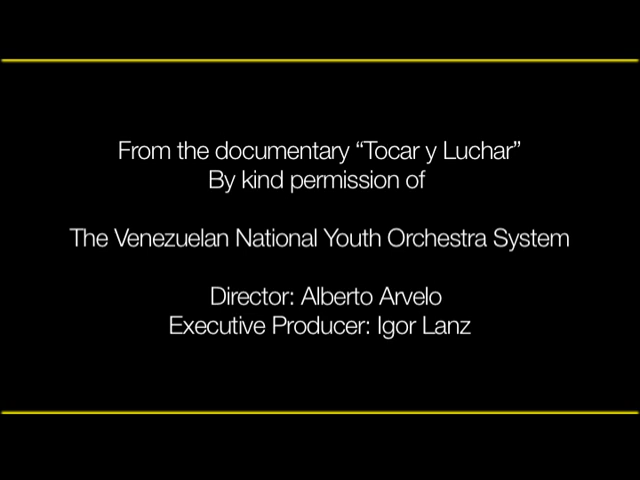 From the documentary “Tocar y Luchar”
By kind permission of
The Venezuelan National Youth Orchestra System
Director: Alberto Arvelo
Executive Producer: Igor Lanz